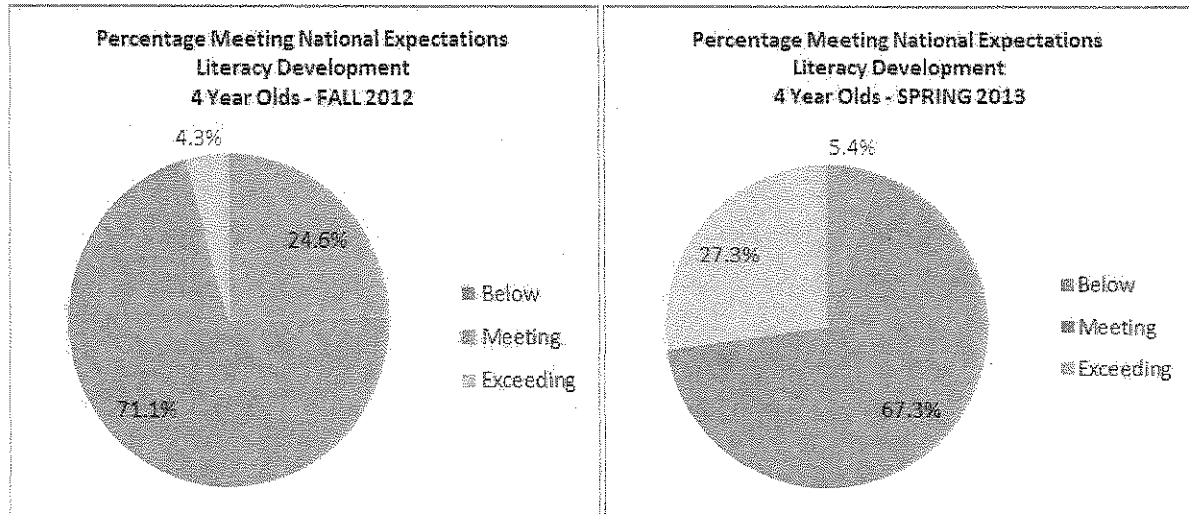 Percentage Meeting National Expectations
Literacy Development
4 Year Olds - FALL 2012
4.3%
24.6%
71.1%
Below
Meeting
Exceeding
Percentage Meeting National Expectations
Literacy Development
4 Year Olds - SPRING 2013
5.4%
27.3%
67.3%
Below
Meeting
Exceeding